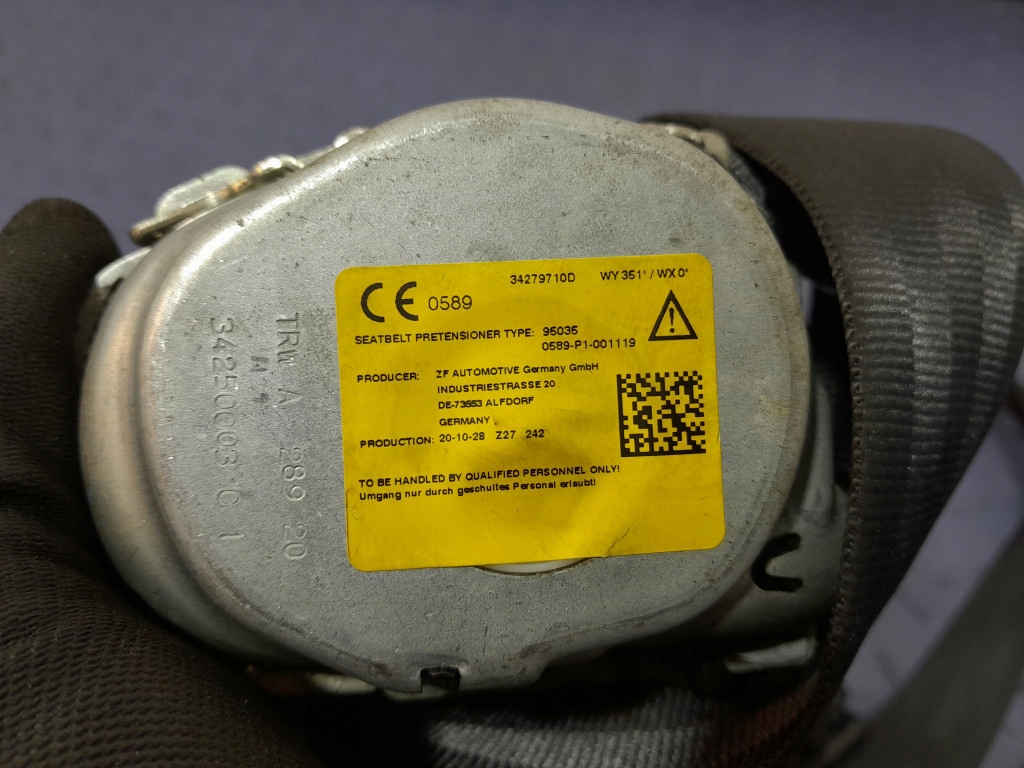 34279710D WY 351° / WX 0°
CE 0589
SEATBELT PRETENSIONER TYPE: 95035
0589-P1-001119
PRODUCER: ZF AUTOMOTIVE Germany GmbH
INDUSTRIESTRASSE 20
DE-73553 ALFDORF
GERMANY
PRODUCTION: 20-10-28 Z27 242
TO BE HANDLED BY QUALIFIED PERSONNEL ONLY!
Umgang nur durch geschultes Personal erlaubt!
TRW A 289 20
34250003 C 1